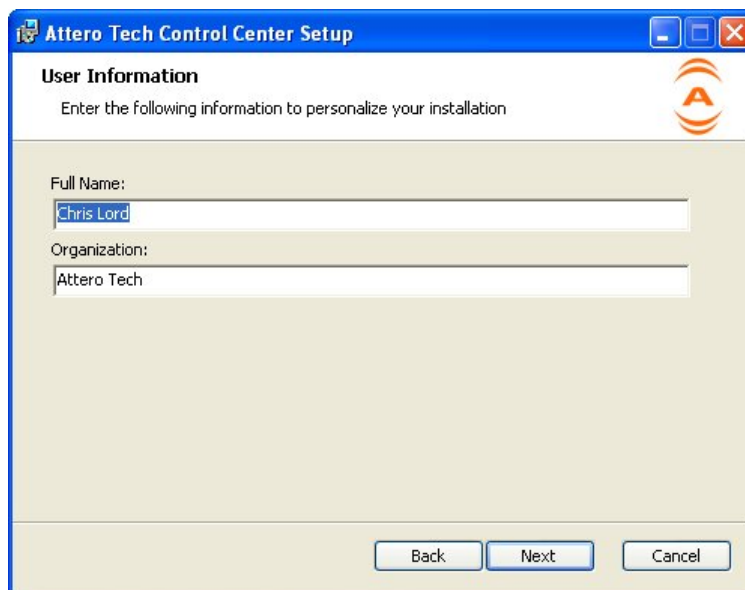 Attero Tech Control Center Setup
User Information
Enter the following information to personalize your installation
A
Full Name:
Chris Lord
Organization:
Attero Tech
Back Next Cancel